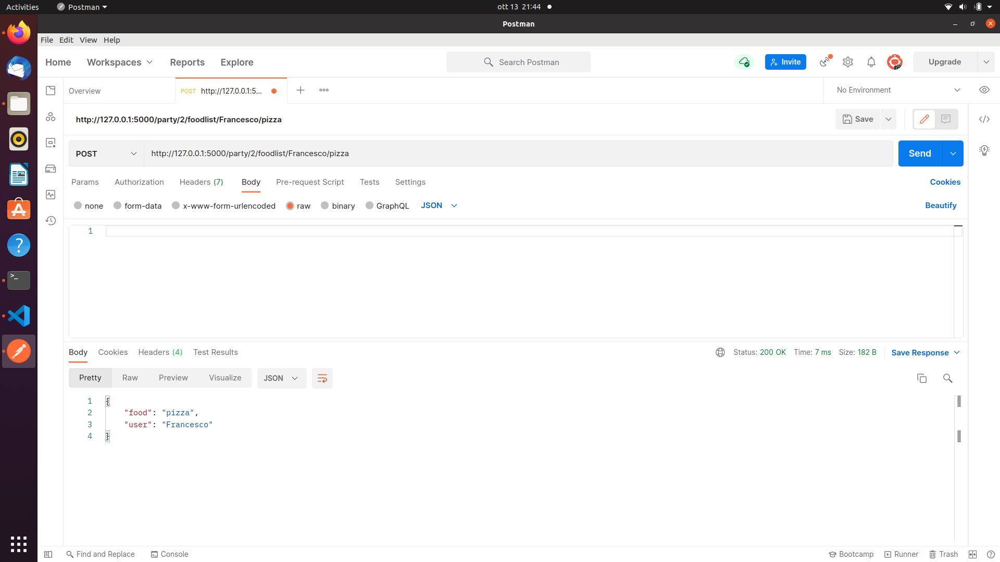 Activities Postman ott 13 21:44
Postman
File Edit View Help
Home Workspaces Reports Explore Search Postman Invite Upgrade
Overview POST http://127.0.0.1:5... No Environment
http://127.0.0.1:5000/party/2/foodlist/Francesco/pizza Save
POST http://127.0.0.1:5000/party/2/foodlist/Francesco/pizza Send
Params Authorization Headers (7) Body Pre-request Script Tests Settings Cookies
none form-data x-www-form-urlencoded raw binary GraphQL JSON Beautify
1
Body Cookies Headers (4) Test Results Status: 200 OK Time: 7 ms Size: 182 B Save Response
Pretty Raw Preview Visualize JSON
1 {
2 "food": "pizza",
3 "user": "Francesco"
4 }
Find and Replace Console Bootcamp Runner Trash